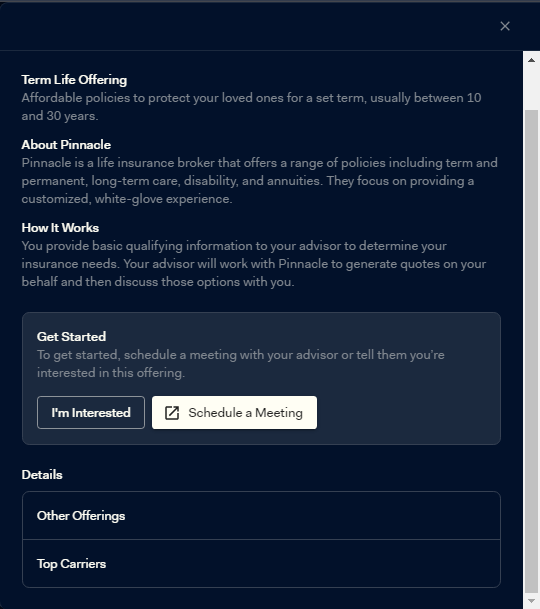 Term Life Offering
Affordable policies to protect your loved ones for a set term, usually between 10
and 30 years.
About Pinnacle
Pinnacle is a life insurance broker that offers a range of policies including term and
permanent, long-term care, disability, and annuities. They focus on providing a
customized, white-glove experience.
How It Works
You provide basic qualifying information to your advisor to determine your
insurance needs. Your advisor will work with Pinnacle to generate quotes on your
behalf and then discuss those options with you.
Get Started
To get started, schedule a meeting with your advisor or tell them you're
interested in this offering.
I'm Interested
Schedule a Meeting
Details
Other Offerings
Top Carriers